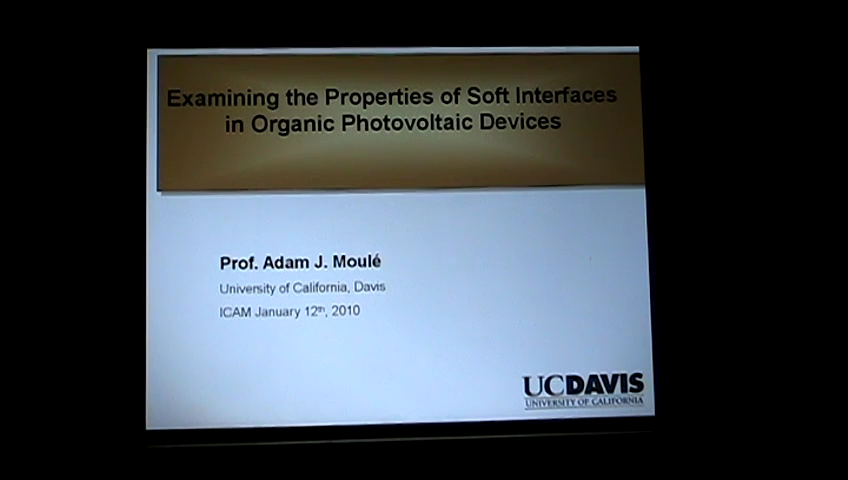 Examining the Properties of Soft Interfaces
in Organic Photovoltaic Devices
Prof. Adam J. Moulé
University of California, Davis
ICAM January 12th, 2010
UCDAVIS
UNIVERSITY OF CALIFORNIA